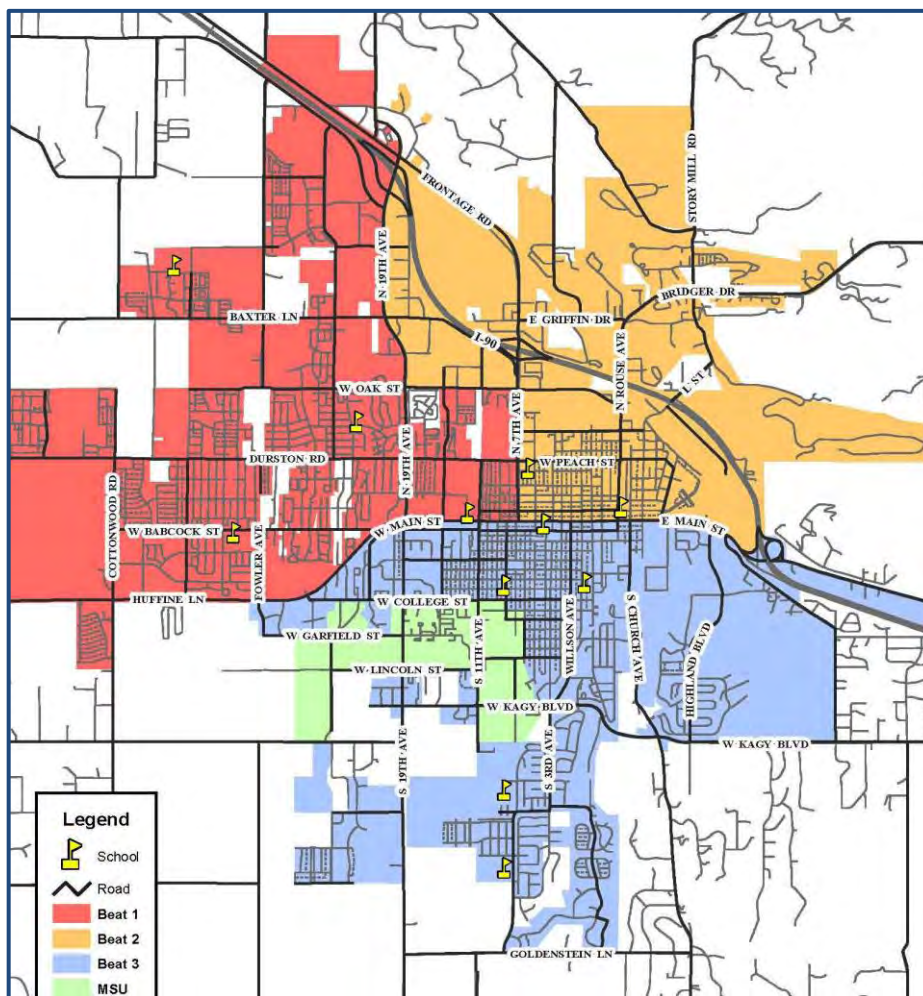 FRONTAGE RD
STORY MILL RD
N 19TH AVE
BRIDGER DR
BAXTER LN
E GRIFFIN DR
I-90
N ROUSE AVE
L ST
W OAK ST
N 7TH AVE
N 19TH AVE
DURSTON RD
W PEACH ST
COTTONWOOD RD
W BABCOCK ST
FOWLER AVE
W MAIN ST
E MAIN ST
HUFFINE LN
W COLLEGE ST
W GARFIELD ST
S 11TH AVE
WILLSON AVE
S CHURCH AVE
HIGHLAND BLVD
W LINCOLN ST
W KAGY BLVD
W KAGY BLVD
S 19TH AVE
S 3RD AVE
GOLDENSTEIN LN
Legend
School
Road
Beat 1
Beat 2
Beat 3
MSU